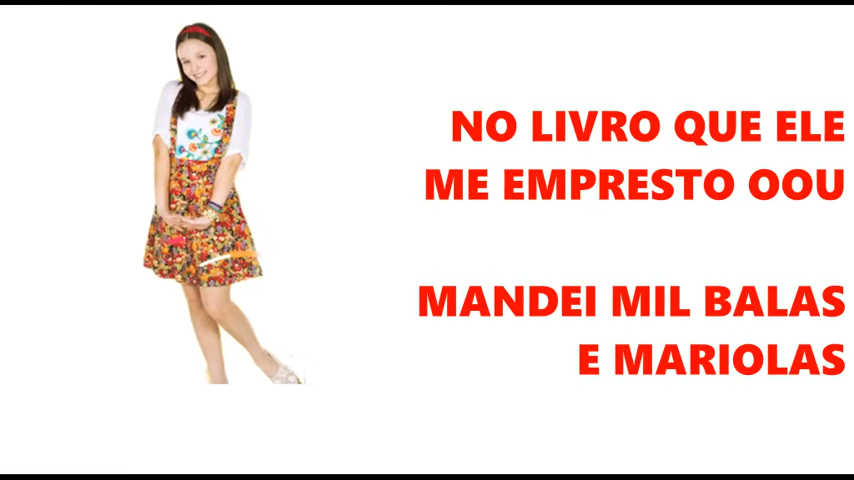 NO LIVRO QUE ELE
ME EMPRESTO OOU
MANDEI MIL BALAS
E MARIOLAS